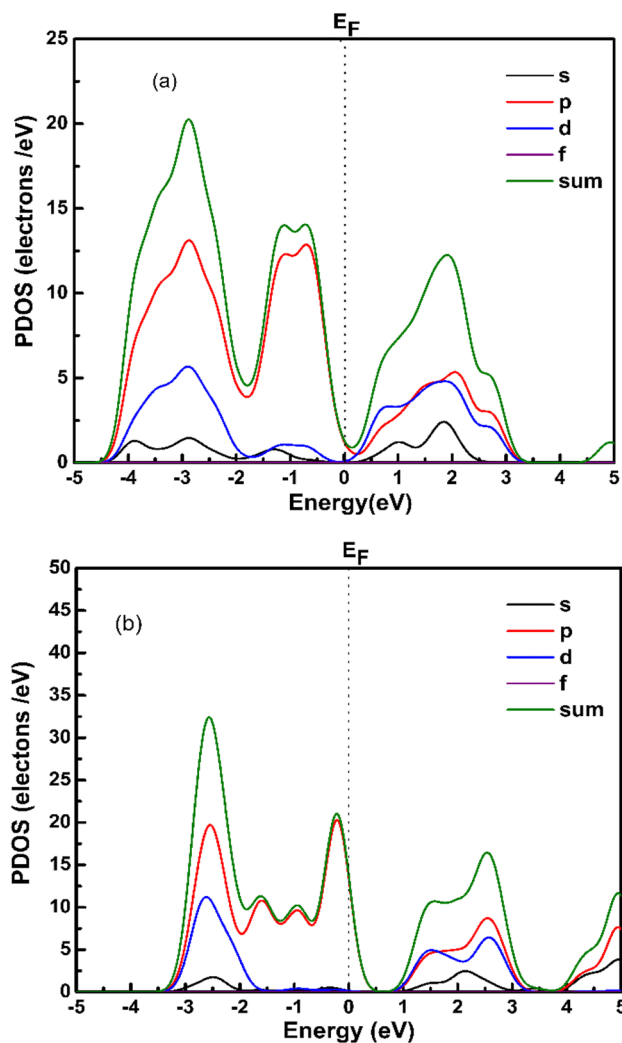 E_F
25
20
15
10
5
0
(a)
s
p
d
f
sum
PDOS (electrons /eV)
-5 -4 -3 -2 -1 0 1 2 3 4 5
Energy(eV)
E_F
50
45
40
35
30
25
20
15
10
5
0
(b)
s
p
d
f
sum
PDOS (electons /eV)
-5 -4 -3 -2 -1 0 1 2 3 4 5
Energy (eV)